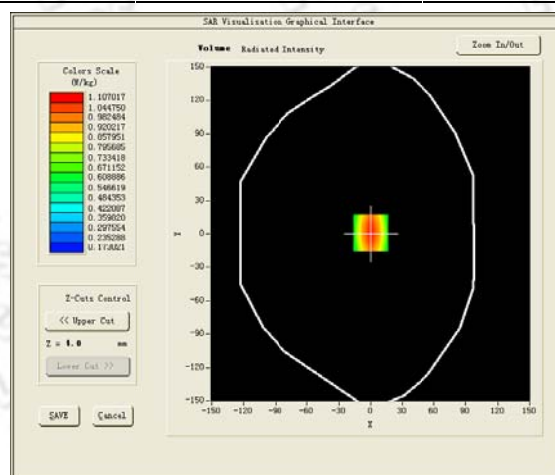 SAR Visualisation Graphical Interface
Volume Radiated Intensity
Zoom In/Out
Colors Scale
(W/kg)
1.107017
1.044750
0.982484
0.920217
0.857951
0.795685
0.733418
0.671152
0.608886
0.546619
0.484353
0.422087
0.359820
0.297554
0.235288
0.173021
Z-Cuts Control
<< Upper Cut
Z = 4.0 mm
Lower Cut >>
SAVE
Cancel
150
120
90
60
30
0
-30
-60
-90
-120
-150
Y
-150 -120 -90 -60 -30 0 30 60 90 120 150
X